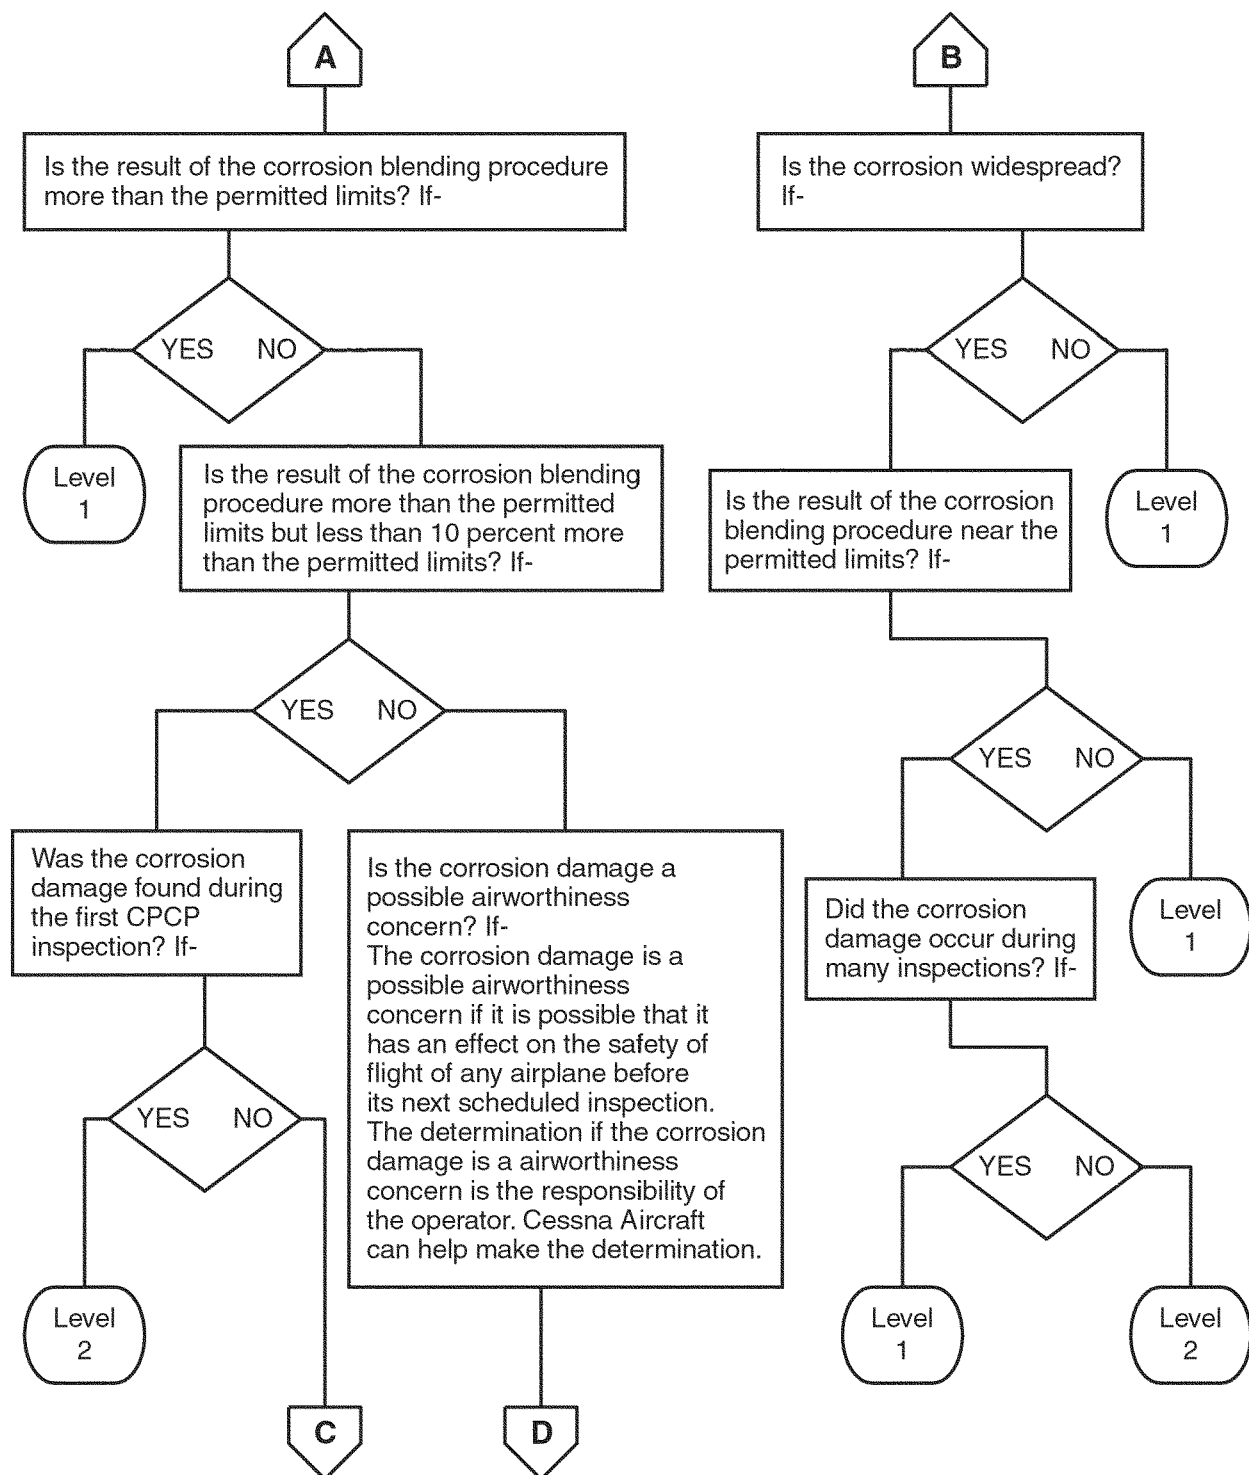 A
Is the result of the corrosion blending procedure
more than the permitted limits? If-
YES NO
Level
1
Is the result of the corrosion blending
procedure more than the permitted
limits but less than 10 percent more
than the permitted limits? If-
YES NO
Was the corrosion
damage found during
the first CPCP
inspection? If-
YES NO
Level
2
C
Is the corrosion damage a
possible airworthiness
concern? If-
The corrosion damage is a
possible airworthiness
concern if it is possible that it
has an effect on the safety of
flight of any airplane before
its next scheduled inspection.
The determination if the corrosion
damage is a airworthiness
concern is the responsibility of
the operator. Cessna Aircraft
can help make the determination.
D
B
Is the corrosion widespread?
If-
YES NO
Level
1
Is the result of the corrosion
blending procedure near the
permitted limits? If-
YES NO
Level
1
Did the corrosion
damage occur during
many inspections? If-
YES NO
Level
1
Level
2